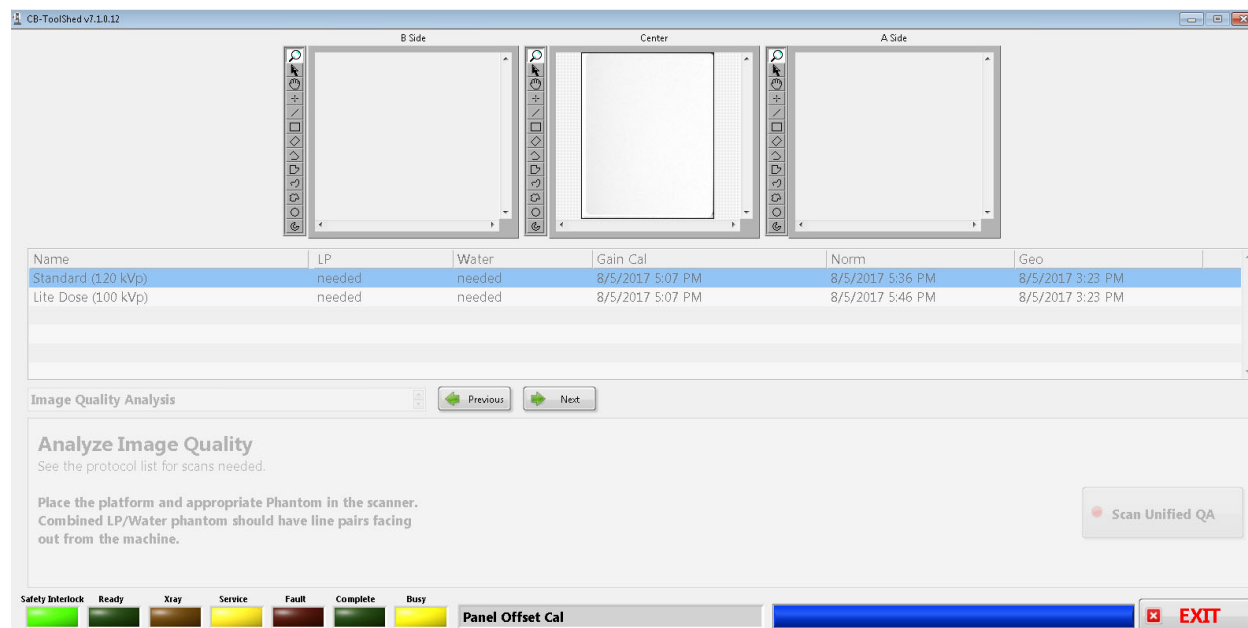 CB-ToolShed v7.1.0.12
B Side Center A Side
Name LP Water Gain Cal Norm Geo
Standard (120 kVp) needed needed 8/5/2017 5:07 PM 8/5/2017 5:36 PM 8/5/2017 3:23 PM
Lite Dose (100 kVp) needed needed 8/5/2017 5:07 PM 8/5/2017 5:46 PM 8/5/2017 3:23 PM
Image Quality Analysis Previous Next
Analyze Image Quality
See the protocol list for scans needed.
Place the platform and appropriate Phantom in the scanner.
Combined LP/Water phantom should have line pairs facing
out from the machine.
Scan Unified QA
Safety Interlock Ready Xray Service Fault Complete Busy
Panel Offset Cal EXIT